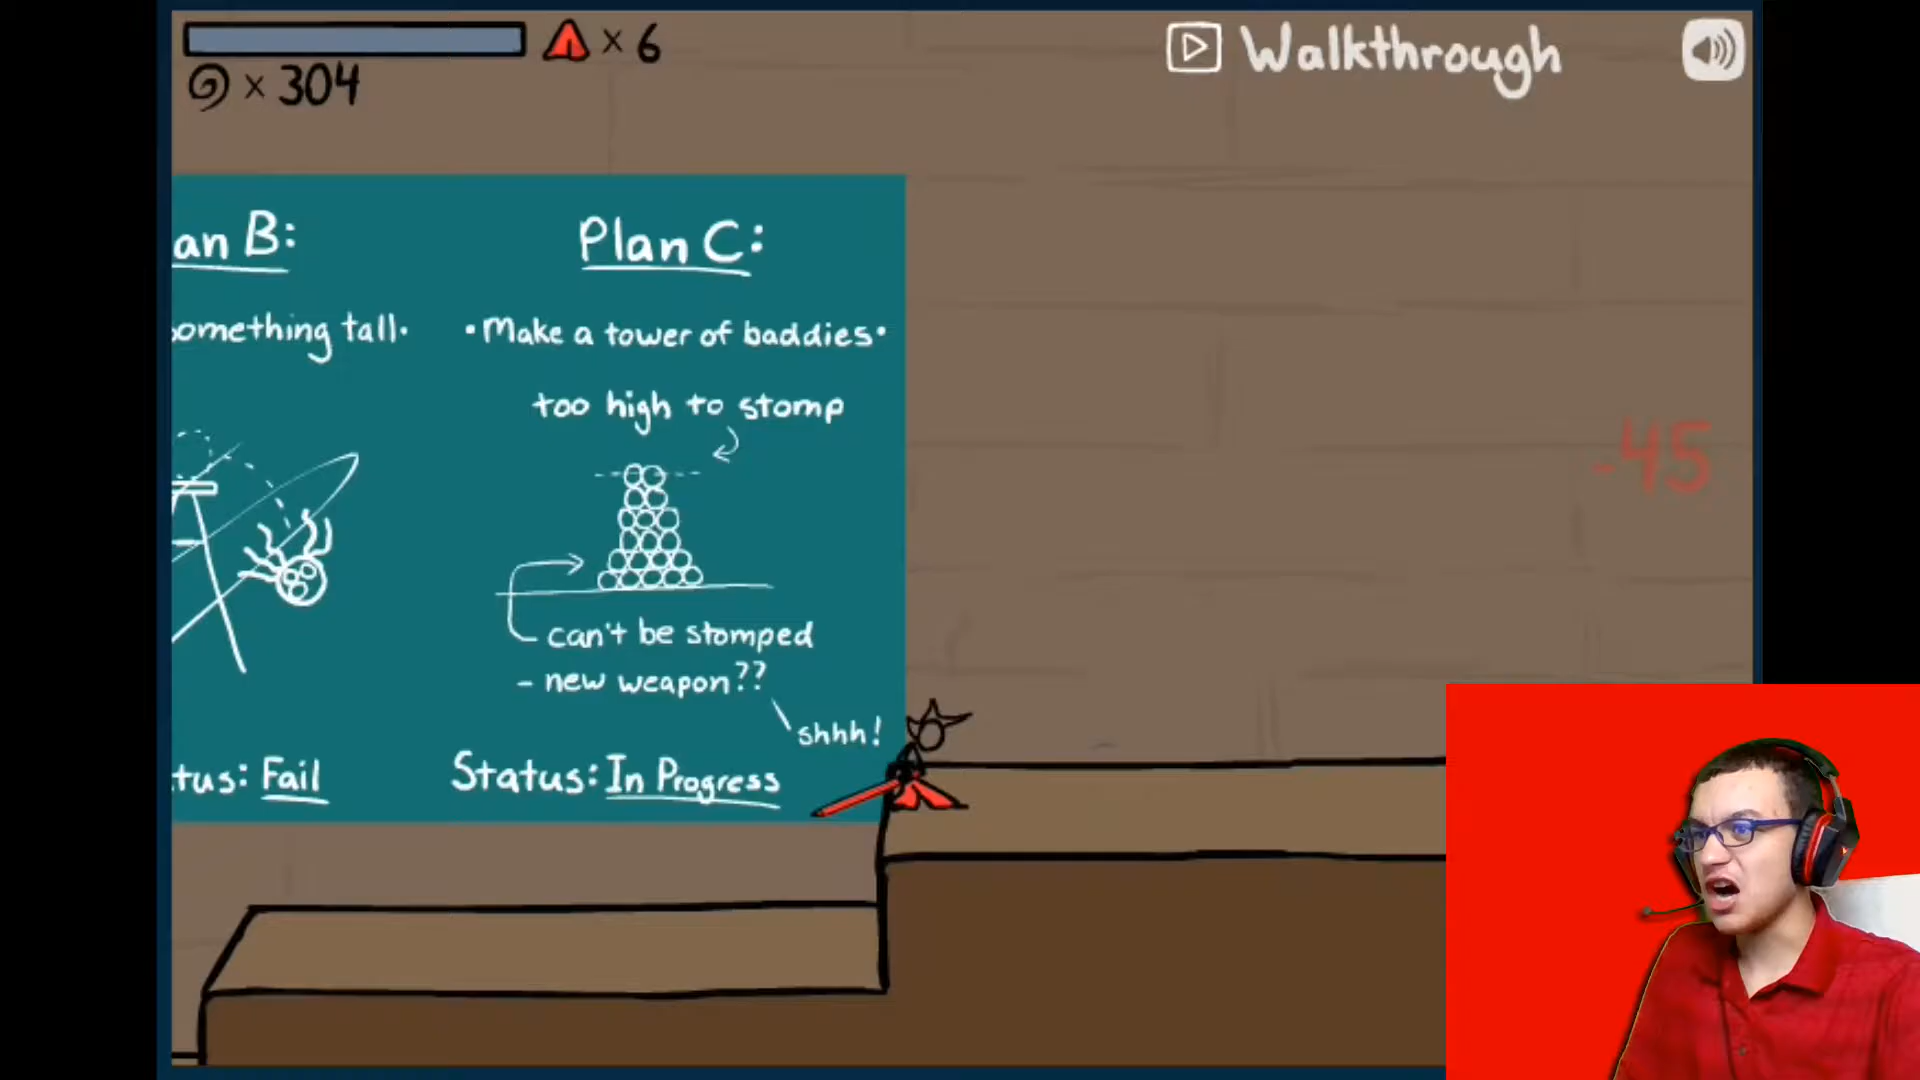 × 6
Walkthrough
× 304
an B:
Plan C:
something tall.
• Make a tower of baddies •
too high to stomp
-45
can't be stomped
- new weapon??
shhh!
tus: Fail
Status: In Progress